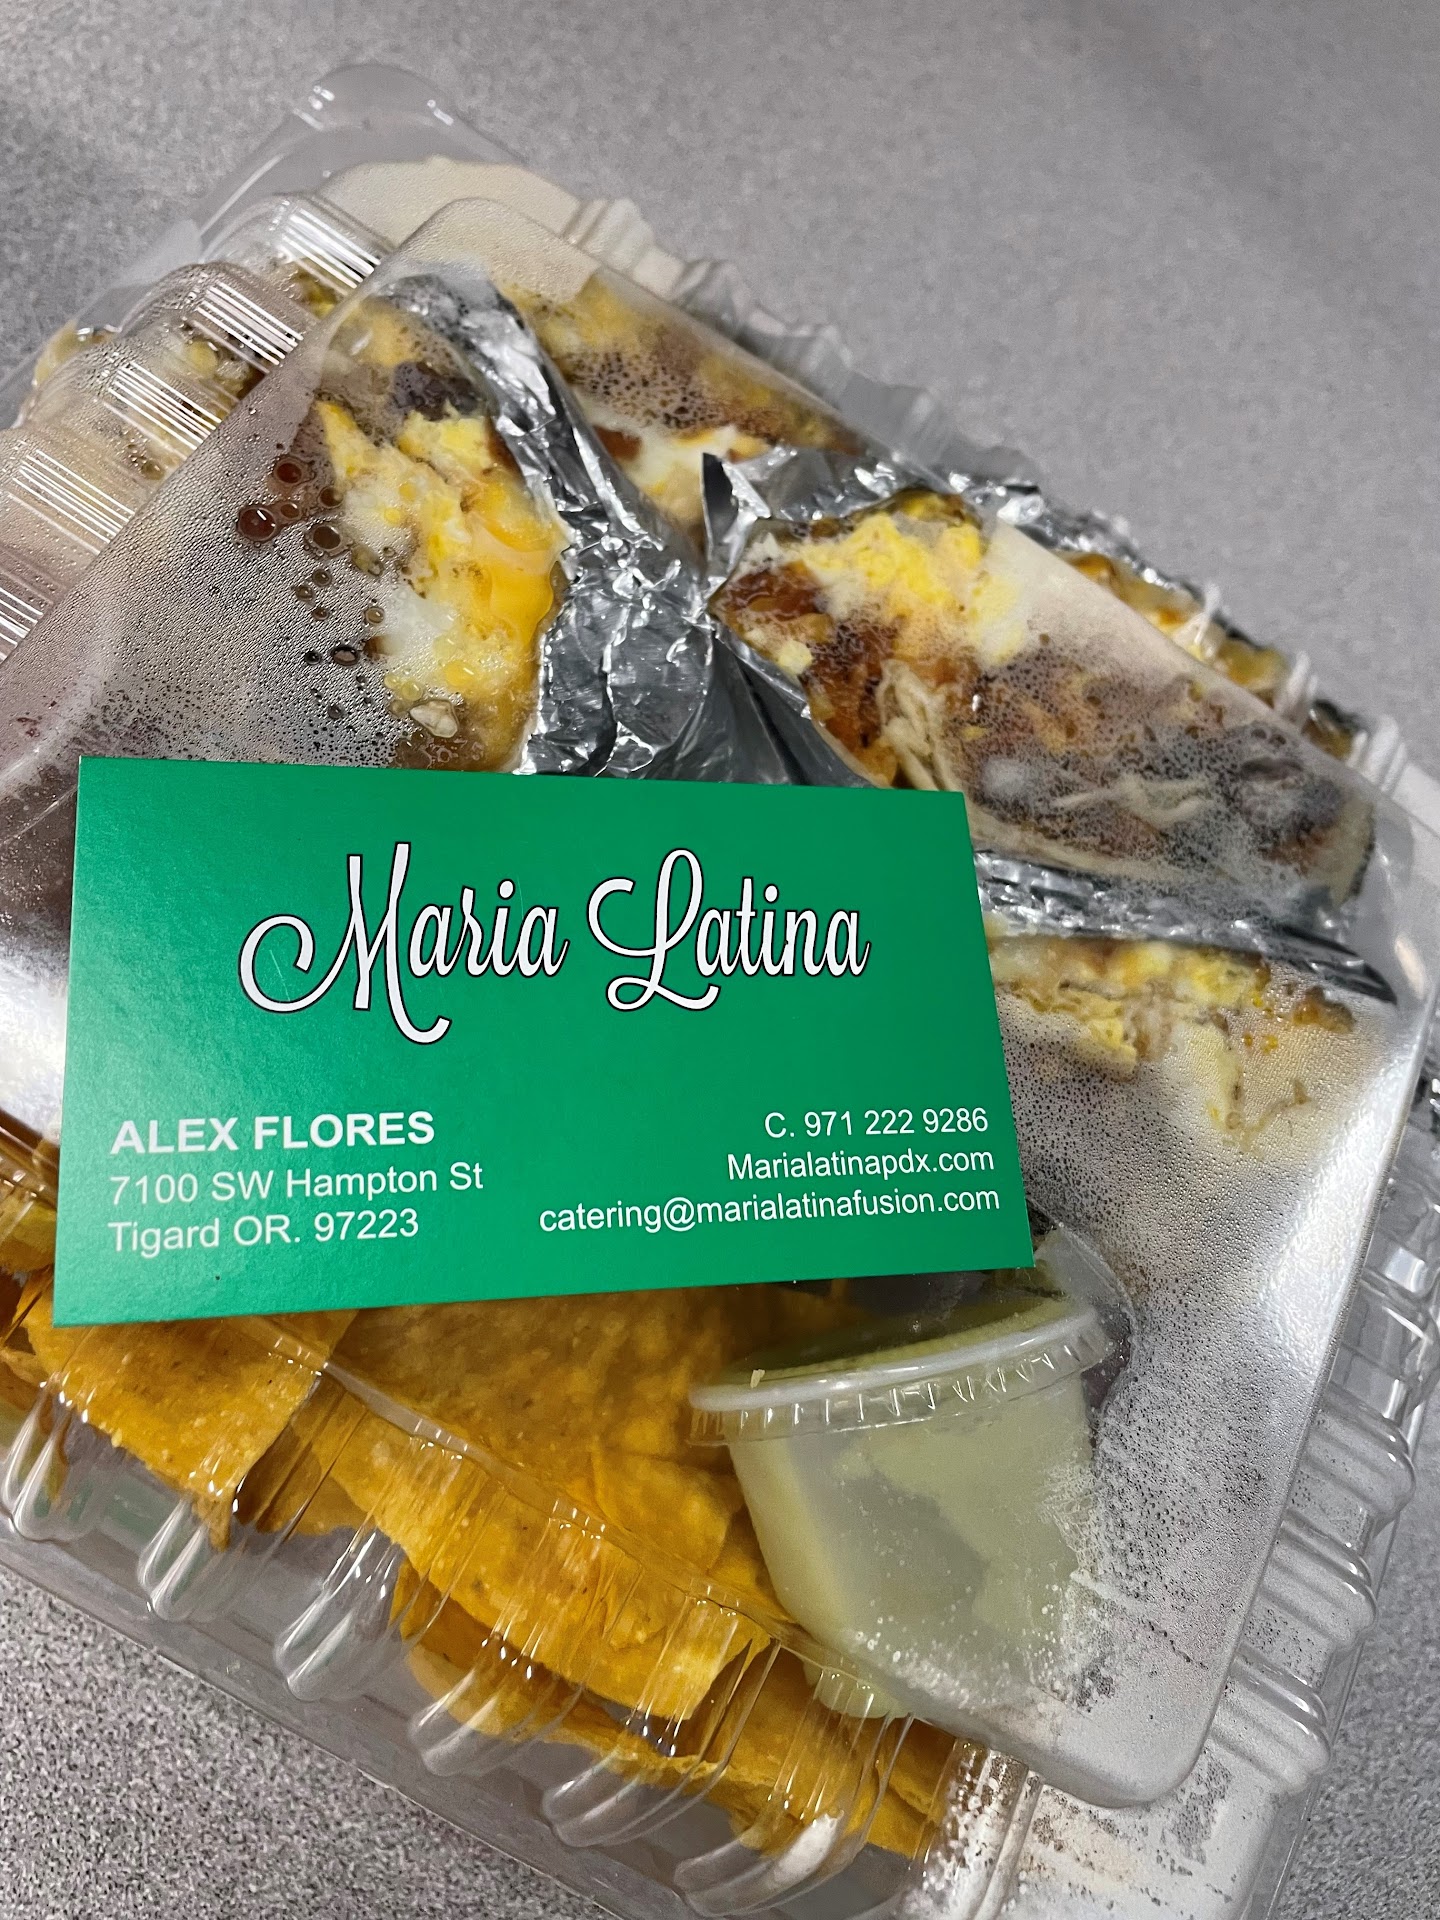 Maria Latina
ALEX FLORES
7100 SW Hampton St
Tigard OR. 97223
C. 971 222 9286
Marialatinapdx.com
catering@marialatinafusion.com